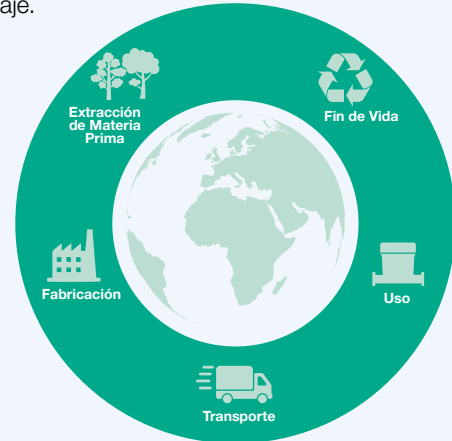 aje.
Extracción
de Materia
Prima
Fin de Vida
Fabricación
Uso
Transporte